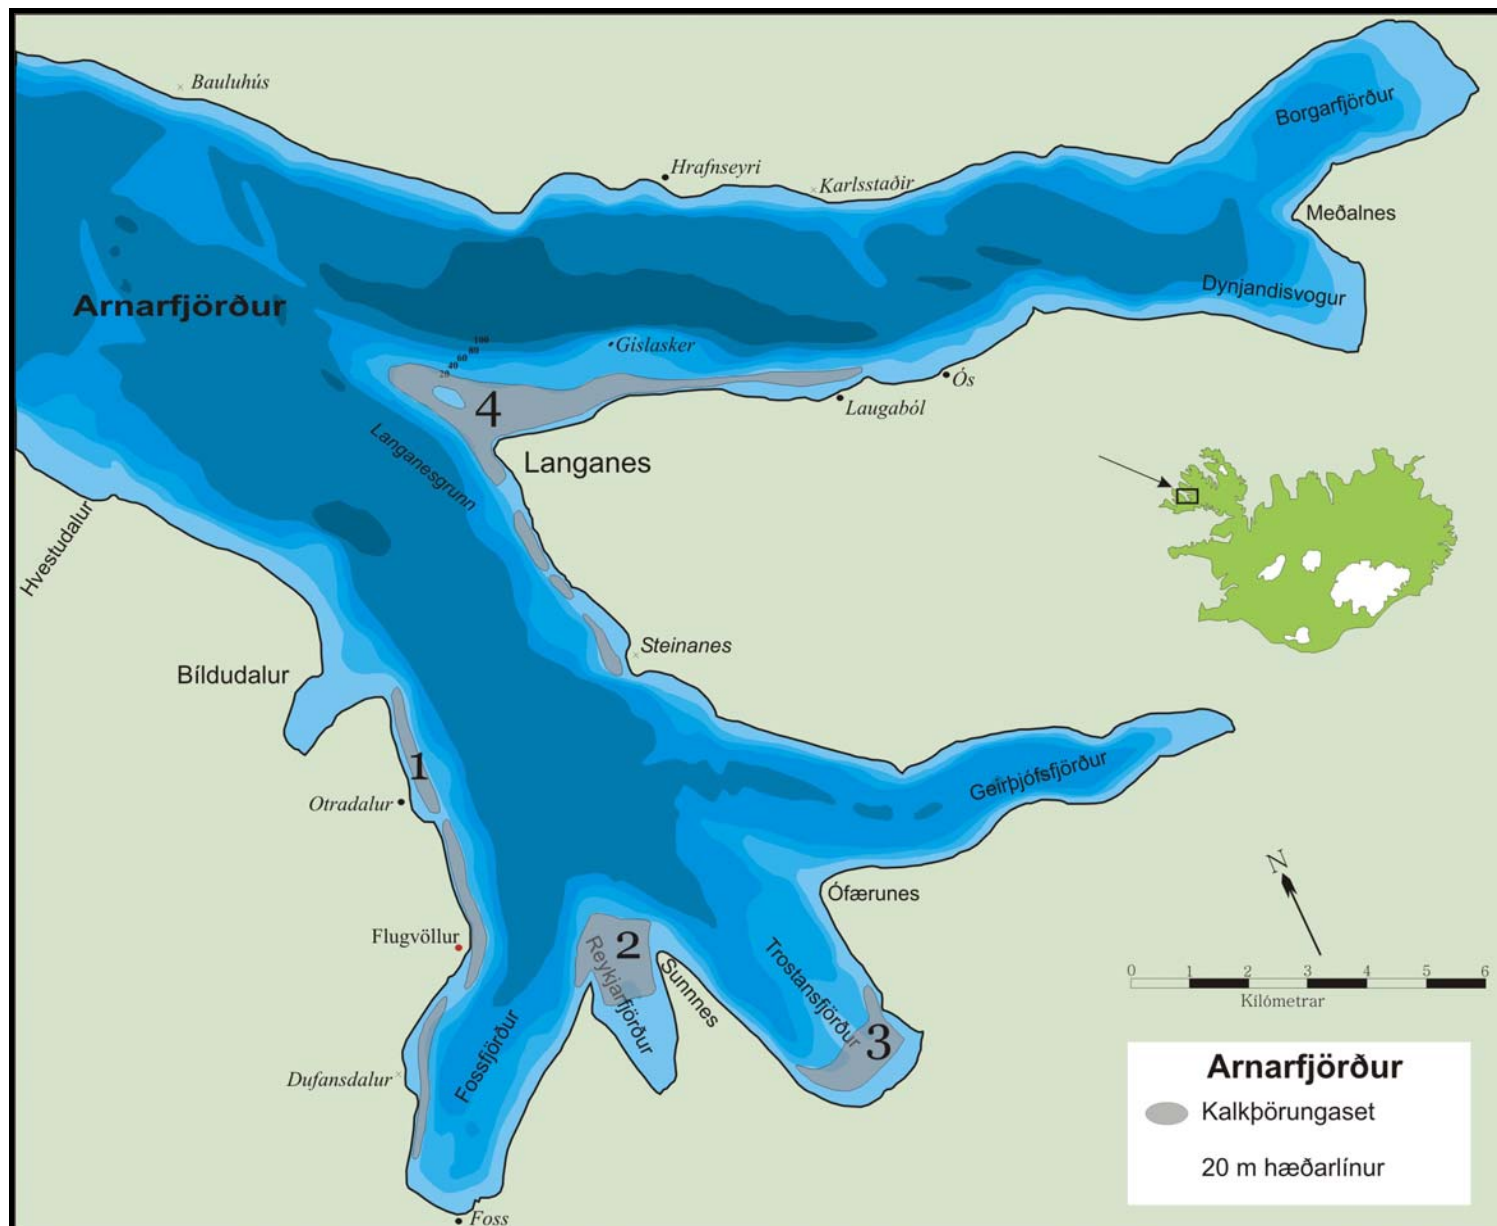 Bauluhús
Borgarfjörður
Hrafnseyri
Karlsstaðir
Meðalnes
Dynjandisvogur
Arnarfjörður
100
80
60
40
20
Gíslasker
Ós
Laugaból
4
Langanesgrunn
Langanes
Hvestudalur
Steinanes
Bíldudalur
1
Otradalur
Geirþjófsfjörður
N
Ófærunes
Flugvöllur
2
Reykjarfjörður
Sunnnes
Trostansfjörður
3
0 1 2 3 4 5 6
Kílómetrar
Fossfjörður
Dufansdalur
Foss
Arnarfjörður
Kalkþörungaset
20 m hæðarlínur